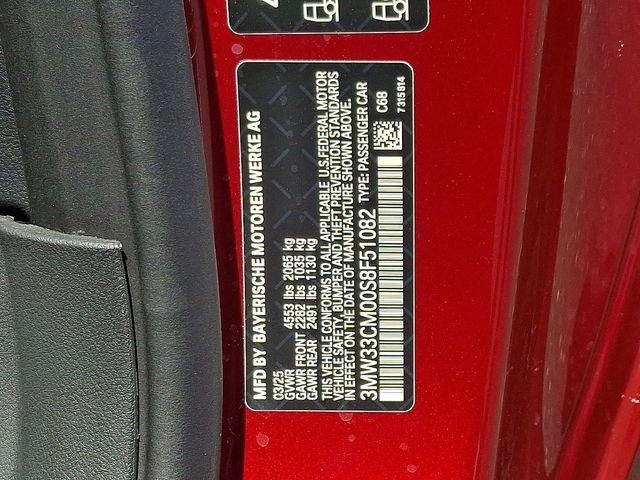 MFD BY BAYERISCHE MOTOREN WERKE AG
03/25
GVWR 4553 lbs 2065 kg
GAWR FRONT 2282 lbs 1035 kg
GAWR REAR 2491 lbs 1130 kg
THIS VEHICLE CONFORMS TO ALL APPLICABLE U.S. FEDERAL MOTOR
VEHICLE SAFETY, BUMPER AND THEFT PREVENTION STANDARDS
IN EFFECT ON THE DATE OF MANUFACTURE SHOWN ABOVE.
3MW33CM00S8F51082 TYPE: PASSENGER CAR
C68
7315814